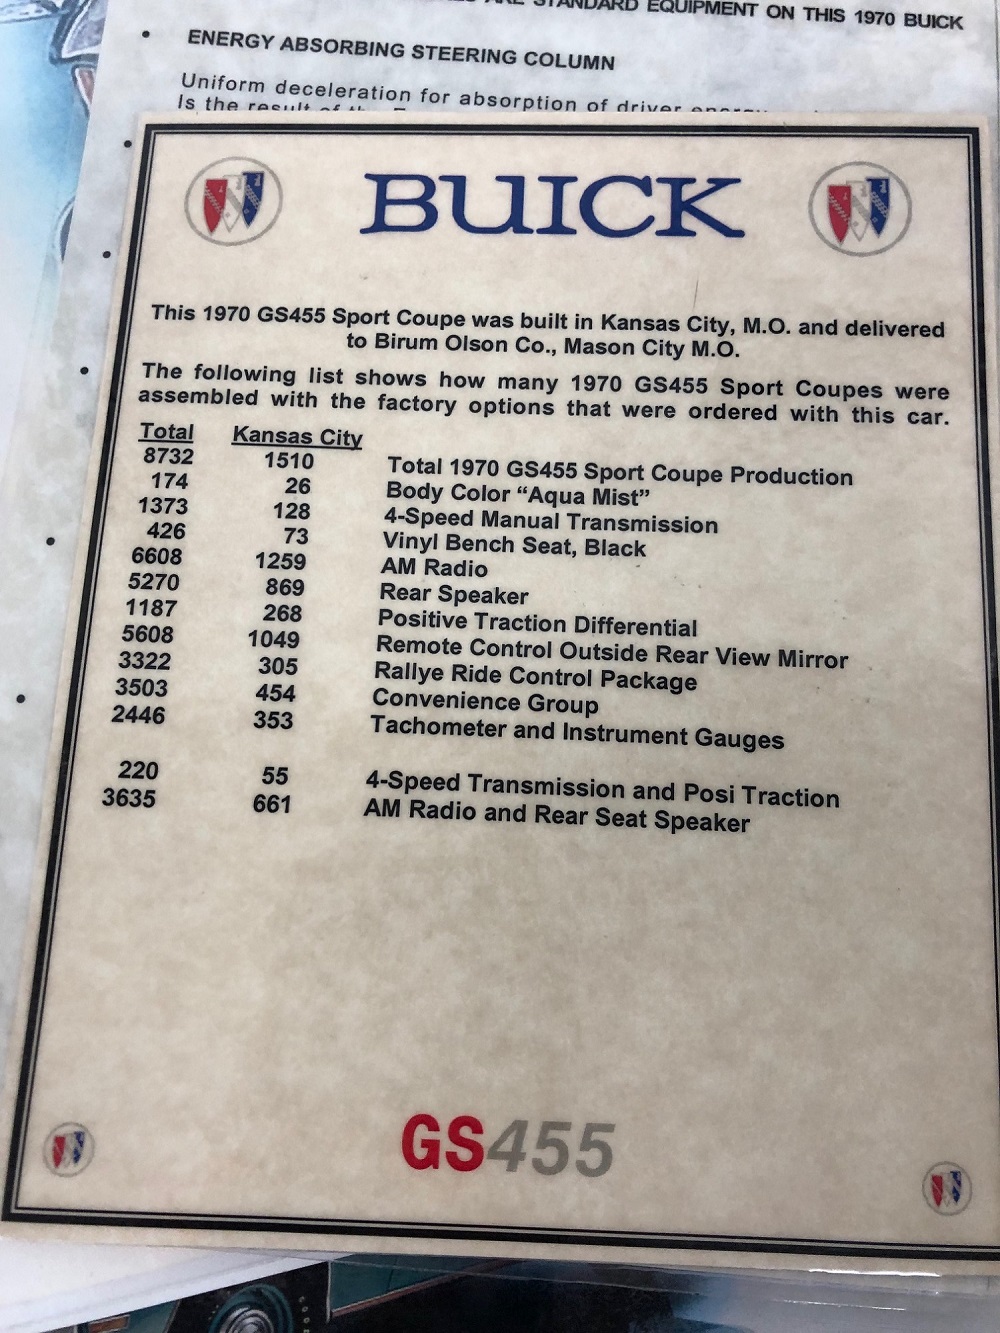 STANDARD EQUIPMENT ON THIS 1970 BUICK
• ENERGY ABSORBING STEERING COLUMN
Uniform deceleration for absorption of driver
Is the result of the
BUICK
This 1970 GS455 Sport Coupe was built in Kansas City, M.O. and delivered
to Birum Olson Co., Mason City M.O.
The following list shows how many 1970 GS455 Sport Coupes were
assembled with the factory options that were ordered with this car.
Total Kansas City
8732 1510 Total 1970 GS455 Sport Coupe Production
174 26 Body Color “Aqua Mist”
1373 128 4-Speed Manual Transmission
426 73 Vinyl Bench Seat, Black
6608 1259 AM Radio
5270 869 Rear Speaker
1187 268 Positive Traction Differential
5608 1049 Remote Control Outside Rear View Mirror
3322 305 Rallye Ride Control Package
3503 454 Convenience Group
2446 353 Tachometer and Instrument Gauges
220 55 4-Speed Transmission and Posi Traction
3635 661 AM Radio and Rear Seat Speaker
GS455